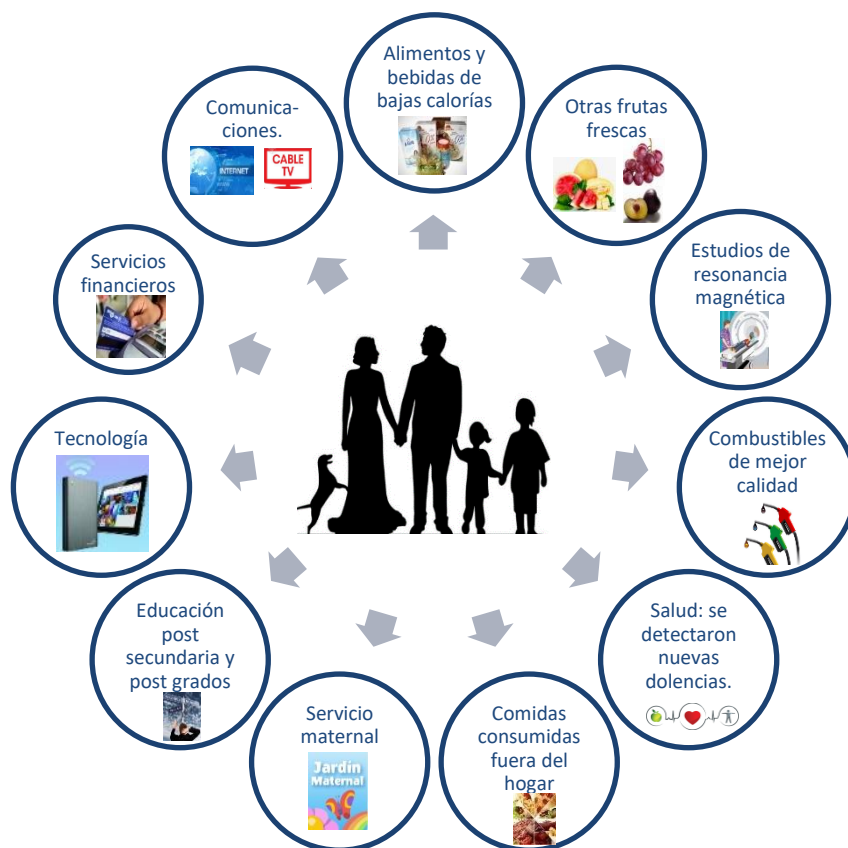 Alimentos y
bebidas de
bajas calorías
Otras frutas
frescas
Estudios de
resonancia
magnética
Combustibles
de mejor
calidad
Salud: se
detectaron
nuevas
dolencias.
Comidas
consumidas
fuera del
hogar
Servicio
maternal
Jardín
Maternal
Educación
post
secundaria y
post grados
Tecnología
Servicios
financieros
Comunica-
ciones.
INTERNET
CABLE
TV